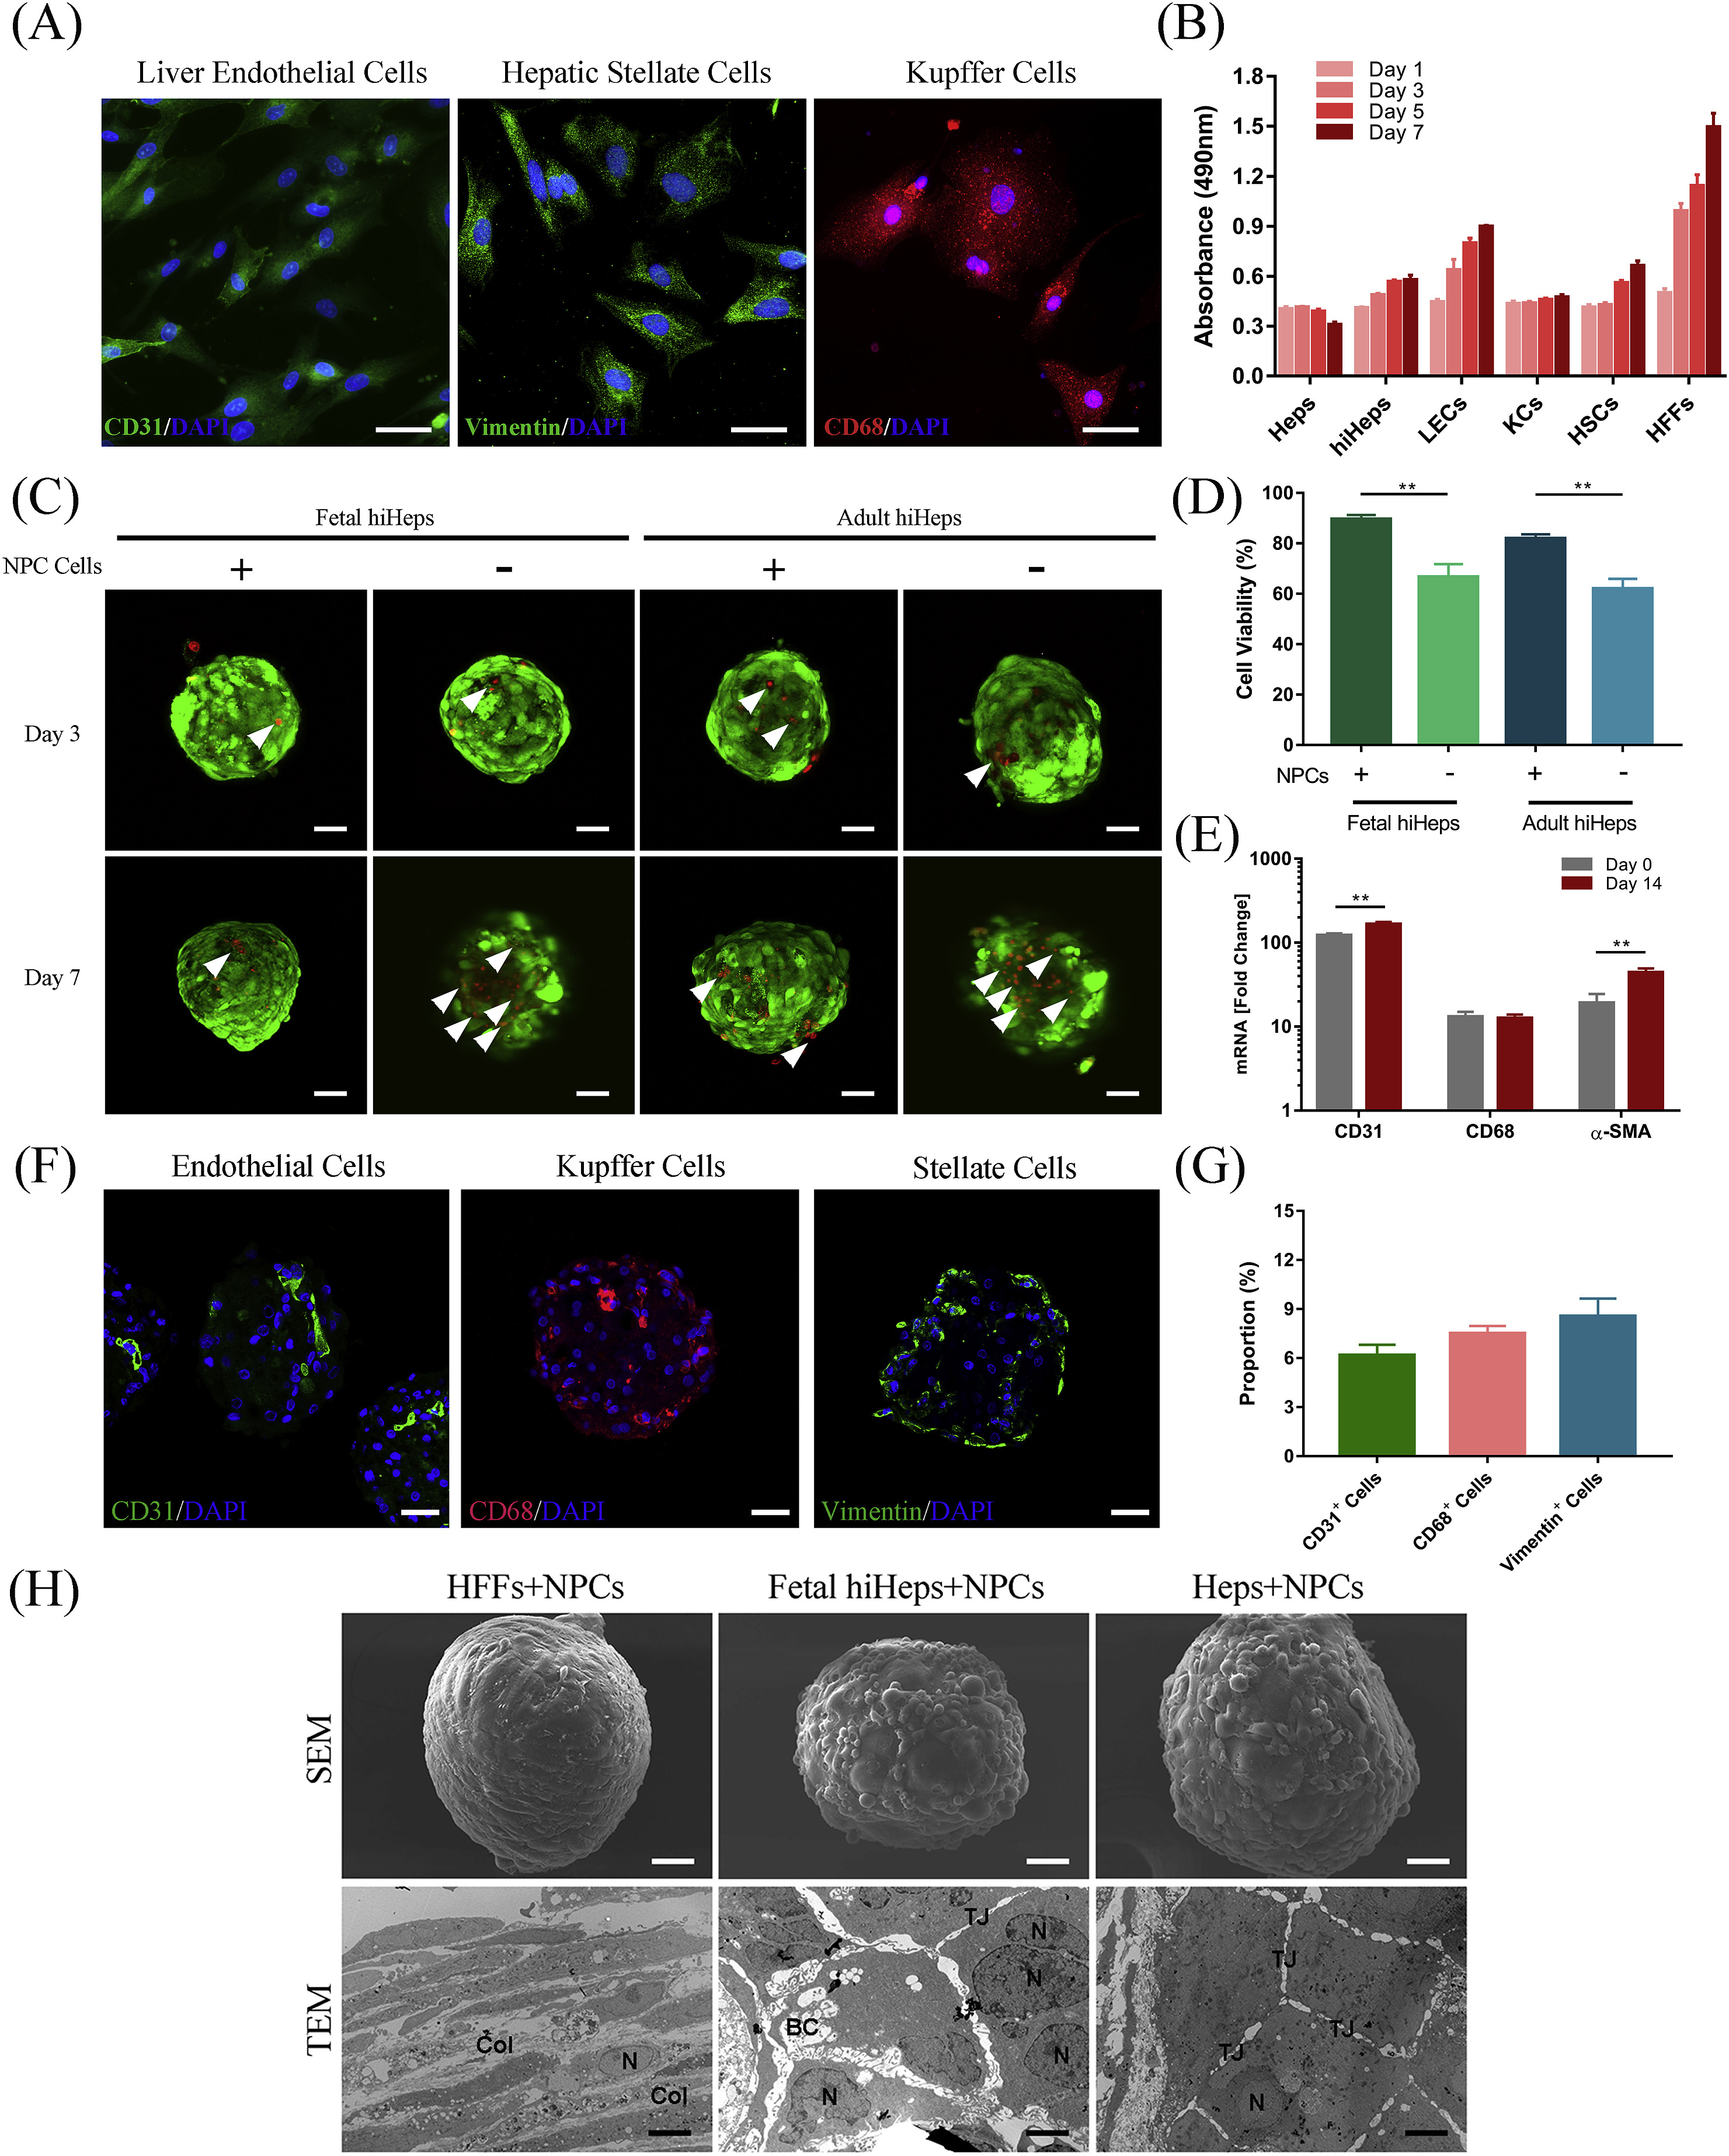 (A)
Liver Endothelial Cells
Hepatic Stellate Cells
Kupffer Cells
CD31/DAPI
Vimentin/DAPI
CD68/DAPI
(B)
Absorbance (490nm)
1.8
1.5
1.2
0.9
0.6
0.3
0.0
Day 1
Day 3
Day 5
Day 7
Heps
hiHeps
LECs
KCs
HSCs
HFFs
(C)
Fetal hiHeps
Adult hiHeps
NPC Cells
+
-
+
-
Day 3
Day 7
(D)
Cell Viability (%)
100
80
60
40
20
0
**
**
NPCs
+
-
+
-
Fetal hiHeps
Adult hiHeps
(E)
mRNA [Fold Change]
1000
100
10
1
Day 0
Day 14
**
**
CD31
CD68
α-SMA
(F)
Endothelial Cells
Kupffer Cells
Stellate Cells
CD31/DAPI
CD68/DAPI
Vimentin/DAPI
(G)
Proportion (%)
15
12
9
6
3
0
CD31+ Cells
CD68+ Cells
Vimentin+ Cells
(H)
HFFs+NPCs
Fetal hiHeps+NPCs
Heps+NPCs
SEM
TEM
Col
N
Col
TJ
N
N
BC
N
N
TJ
TJ
TJ
N